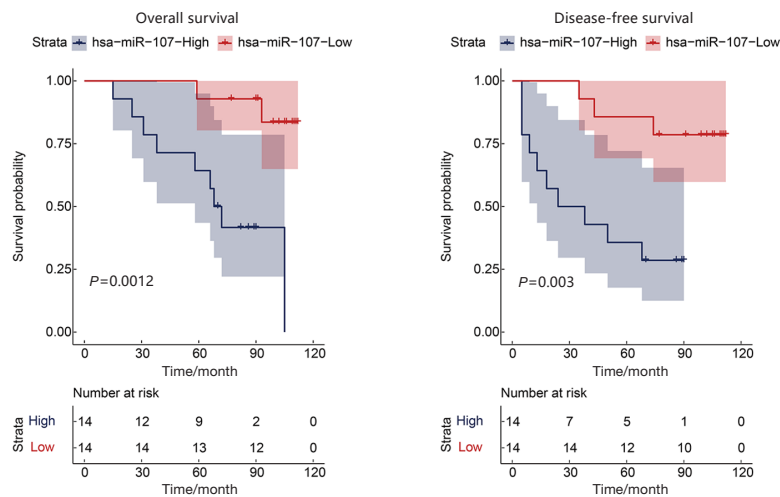 Overall survival
Strata hsa-miR-107-High hsa-miR-107-Low
Survival probability
1.00
0.75
0.50
0.25
0.00
P=0.0012
0 30 60 90 120
Time/month
Number at risk
Strata
High 14 12 9 2 0
Low 14 14 13 12 0
0 30 60 90 120
Time/month
Disease-free survival
Strata hsa-miR-107-High hsa-miR-107-Low
Survival probability
1.00
0.75
0.50
0.25
0.00
P=0.003
0 30 60 90 120
Time/month
Number at risk
Strata
High 14 7 5 1 0
Low 14 14 12 10 0
0 30 60 90 120
Time/month